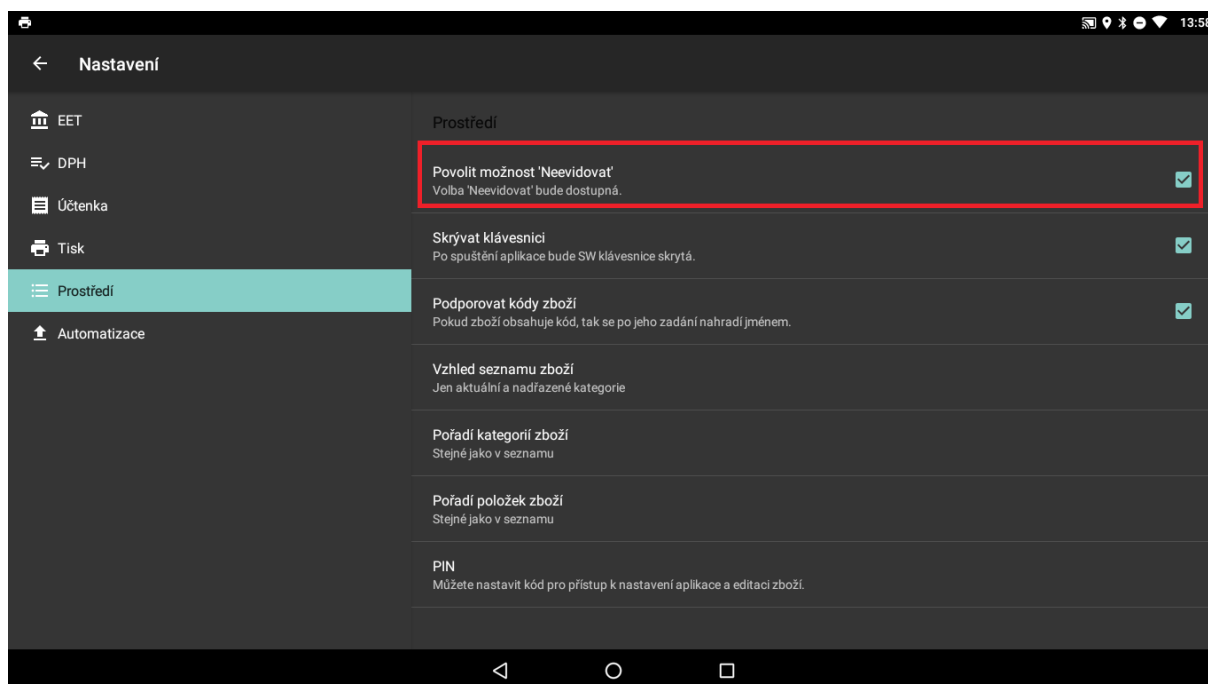 13:58
Nastavení
EET
DPH
Účtenka
Tisk
Prostředí
Automatizace
Prostředí
Povolit možnost 'Neevidovat'
Volba 'Neevidovat' bude dostupná.
Skrývat klávesnici
Po spuštění aplikace bude SW klávesnice skrytá.
Podporovat kódy zboží
Pokud zboží obsahuje kód, tak se po jeho zadání nahradí jménem.
Vzhled seznamu zboží
Jen aktuální a nadřazené kategorie
Pořadí kategorií zboží
Stejné jako v seznamu
Pořadí položek zboží
Stejné jako v seznamu
PIN
Můžete nastavit kód pro přístup k nastavení aplikace a editaci zboží.